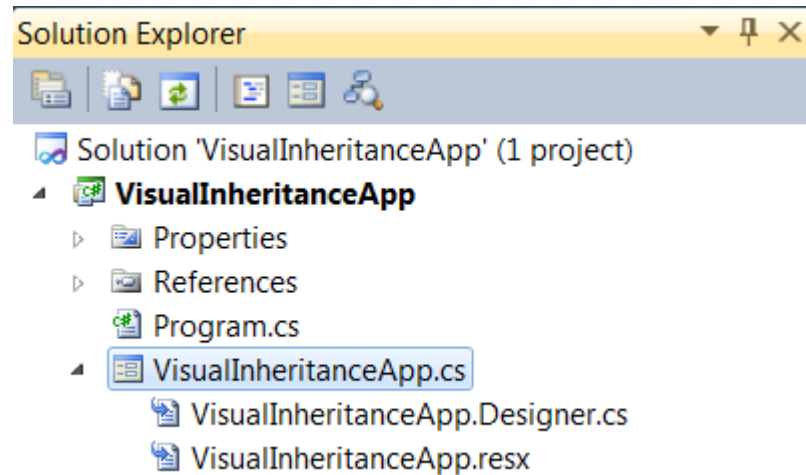 Solution Explorer
Solution 'VisualInheritanceApp' (1 project)
VisualInheritanceApp
Properties
References
Program.cs
VisualInheritanceApp.cs
VisualInheritanceApp.Designer.cs
VisualInheritanceApp.resx